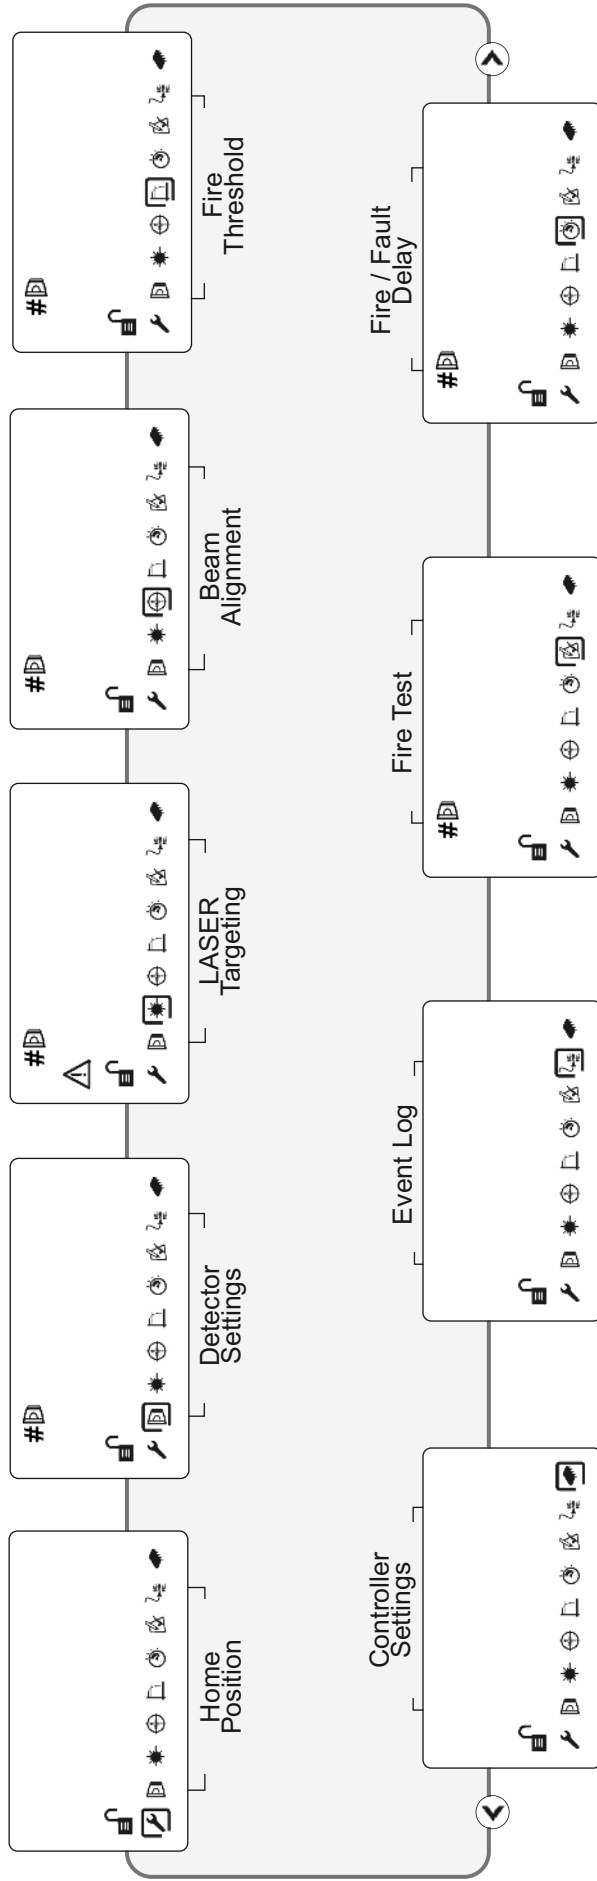 Home
Position
#
Detector
Settings
#
LASER
Targeting
#
Beam
Alignment
#
Fire
Threshold
Controller
Settings
Event Log
#
Fire Test
#
Fire / Fault
Delay